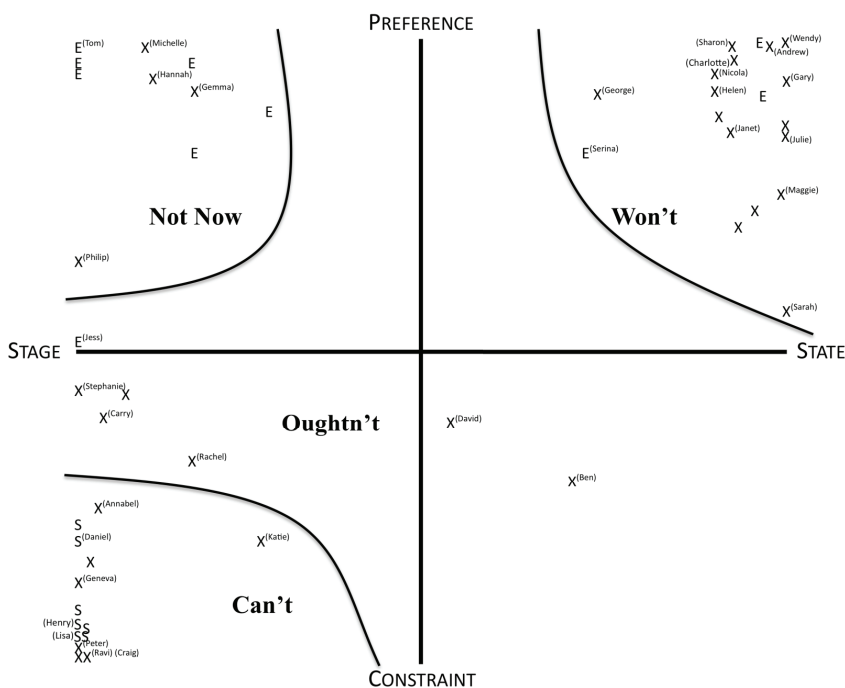 PREFERENCE
E(Tom) X(Michelle) (Sharon)X E X(Andrew) X(Wendy)
E E (Charlotte)X
E X(Hannah) X(Nicola) X(Gary)
X(Gemma) X(George) X(Helen) E
E X X
X(Janet) X(Julie)
E E(Serina)
X(Maggie)
Not Now Won't X
X
X(Philip)
X(Sarah)
E(Jess)
STAGE STATE
X(Stephanie) X
X(Carry) Oughtn't X(David)
X(Rachel)
X(Ben)
X(Annabel)
S
S(Daniel) X(Katie)
X
X(Geneva)
S Can't
(Henry)S S
(Lisa)S S
X(Peter)
X X(Ravi) (Craig)
CONSTRAINT